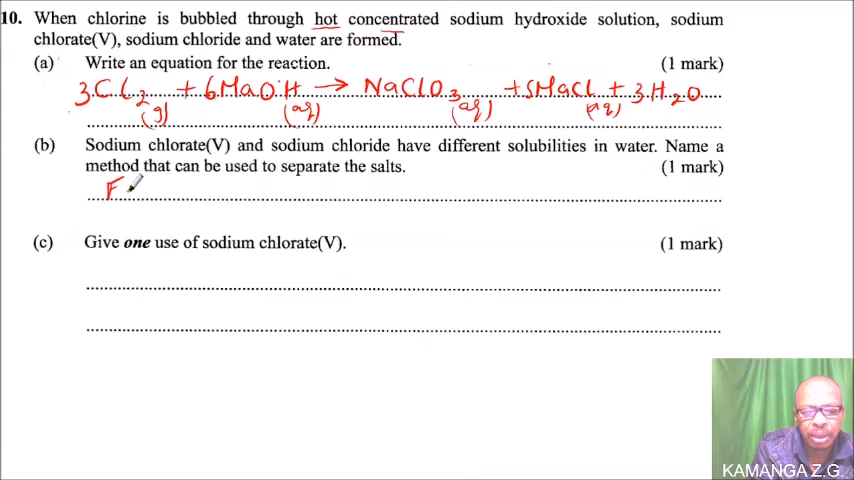 10. When chlorine is bubbled through hot concentrated sodium hydroxide solution, sodium
chlorate(V), sodium chloride and water are formed.
(a) Write an equation for the reaction. (1 mark)
3Cl2(g) + 6NaOH(aq) → NaClO3(aq) + 5NaCl(aq) + 3H2O
(b) Sodium chlorate(V) and sodium chloride have different solubilities in water. Name a
method that can be used to separate the salts. (1 mark)
F
(c) Give one use of sodium chlorate(V). (1 mark)
KAMANGA Z.G.